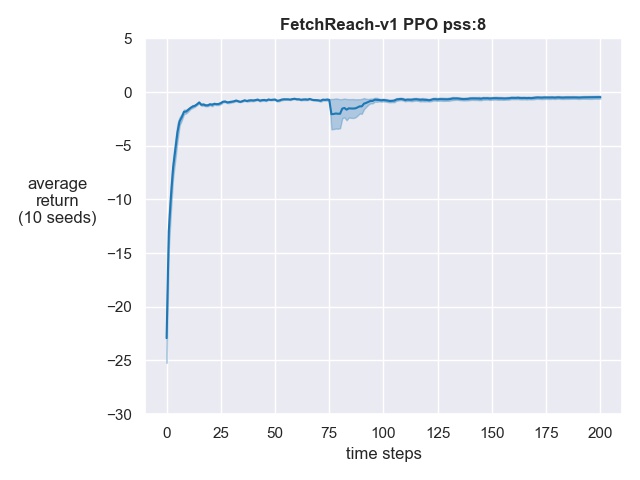 FetchReach-v1 PPO pss:8
5
0
−5
−10
−15
−20
−25
−30
average
return
(10 seeds)
0 25 50 75 100 125 150 175 200
time steps